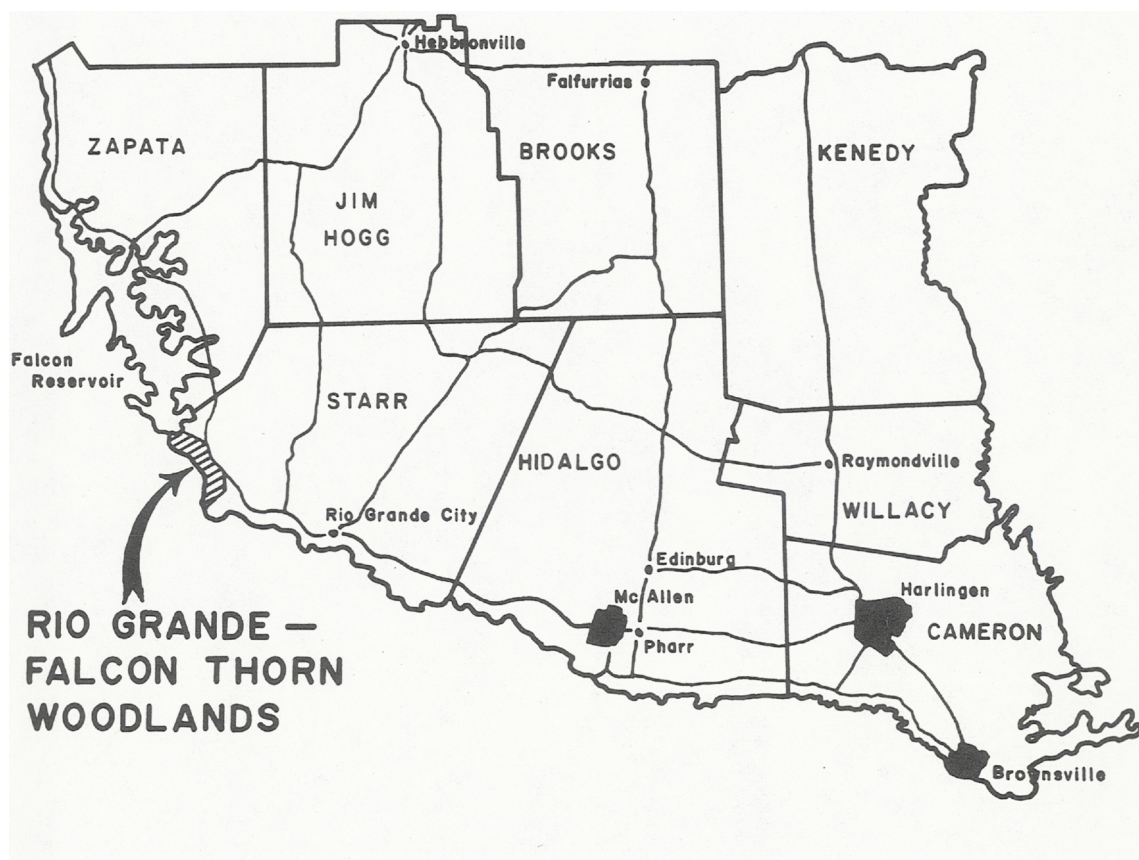 Hebbronville
Falfurrias
ZAPATA
BROOKS
KENEDY
JIM
HOGG
Falcon
Reservoir
STARR
HIDALGO
Raymondville
WILLACY
Rio Grande City
Edinburg
Mc Allen
Harlingen
CAMERON
Pharr
RIO GRANDE —
FALCON THORN
WOODLANDS
Brownsville